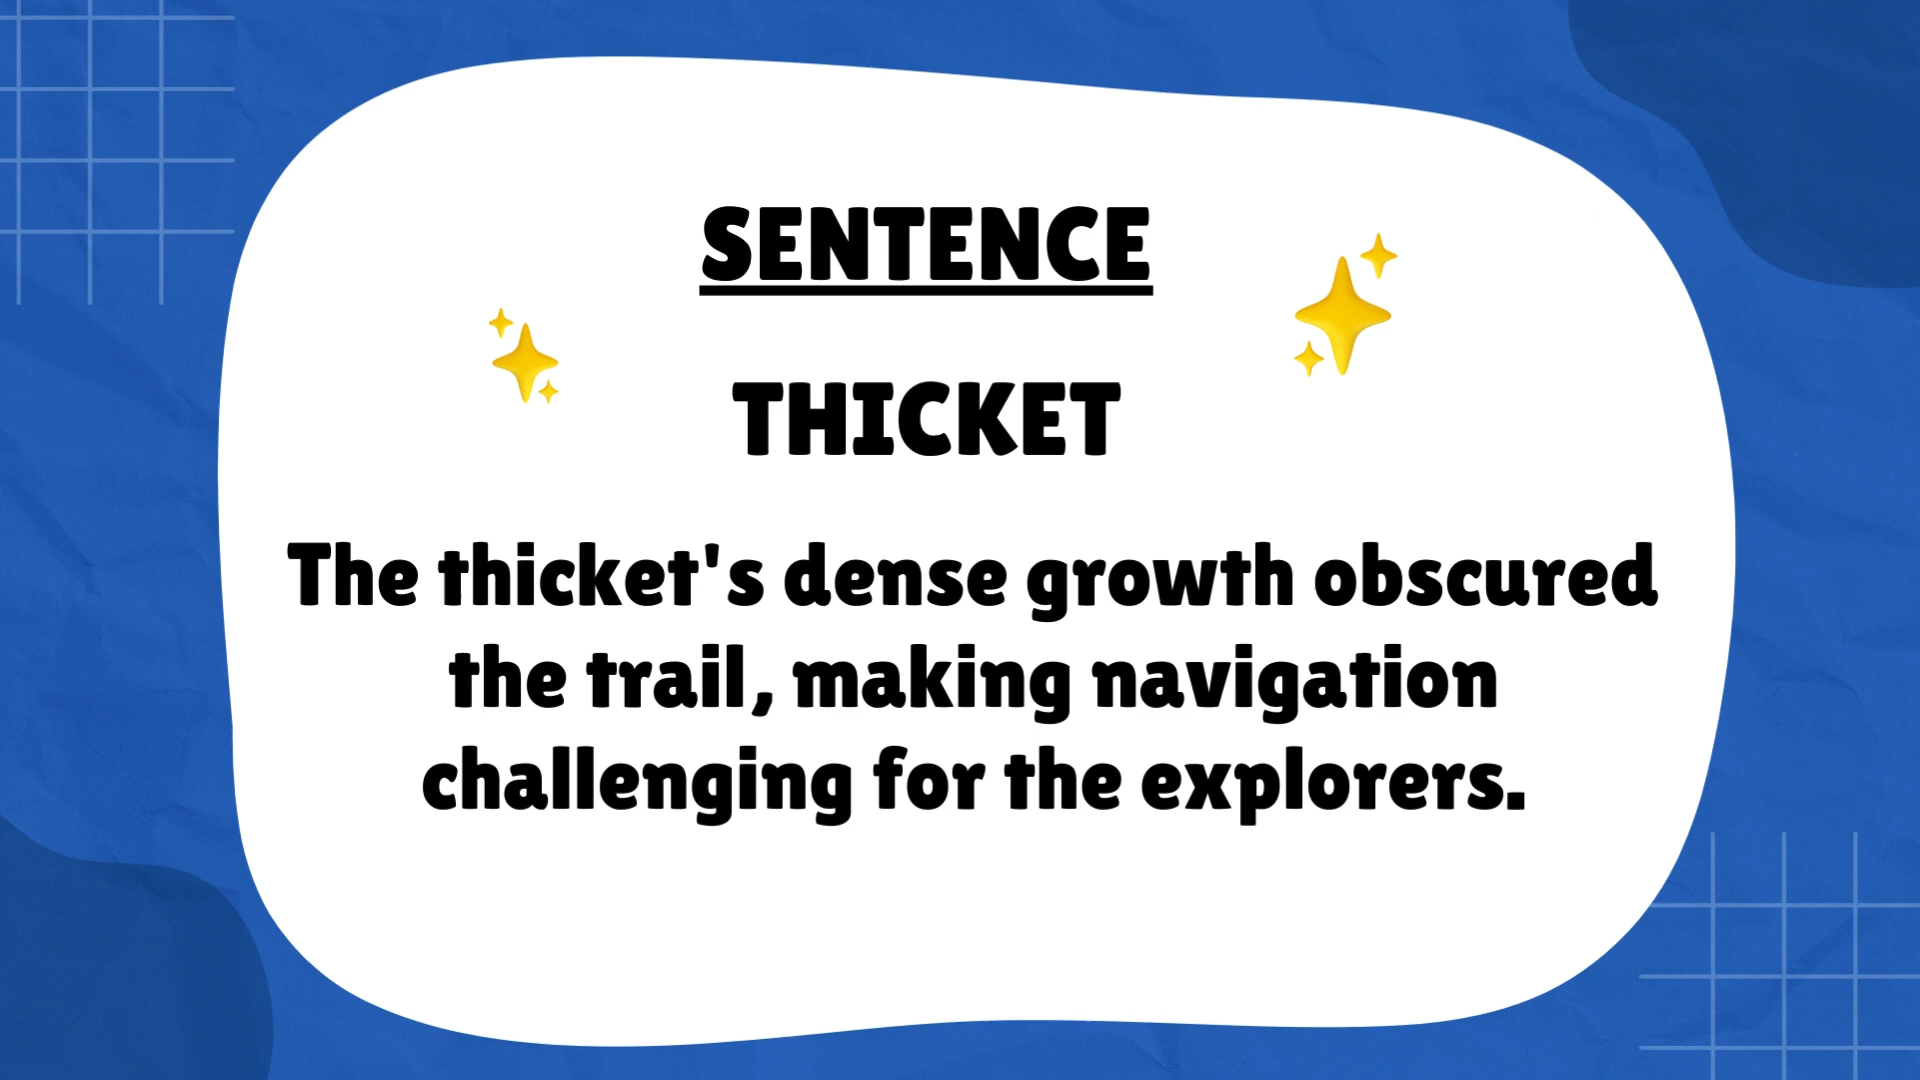 SENTENCE
THICKET
The thicket's dense growth obscured
the trail, making navigation
challenging for the explorers.